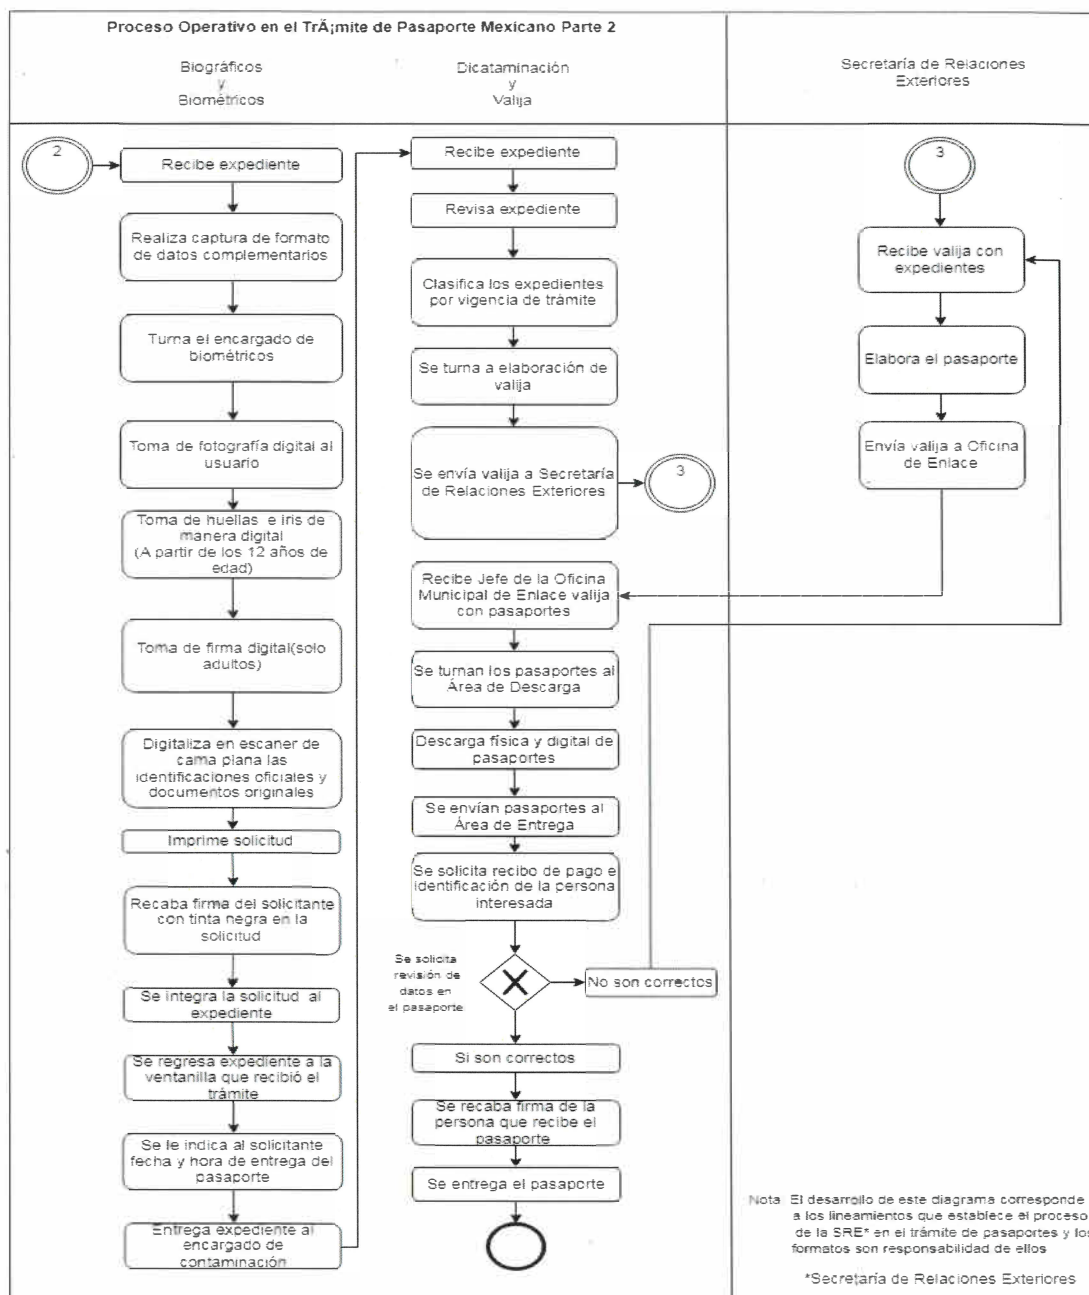 Proceso Operativo en el TrÃ¡mite de Pasaporte Mexicano Parte 2
Biográficos
y
Biométricos
Dicataminación
y
Valija
Secretaría de Relaciones
Exteriores
2
Recibe expediente
Realiza captura de formato
de datos complementarios
Turna el encargado de
biométricos
Toma de fotografía digital al
usuario
Toma de huellas e iris de
manera digital
(A partir de los 12 años de
edad)
Toma de firma digital(solo
adultos)
Digitaliza en escaner de
cama plana las
identificaciones oficiales y
documentos originales
Imprime solicitud
Recaba firma del solicitante
con tinta negra en la
solicitud
Se integra la solicitud al
expediente
Se regresa expediente a la
ventanilla que recibió el
trámite
Se le indica al solicitante
fecha y hora de entrega del
pasaporte
Entrega expediente al
encargado de
contaminación
Recibe expediente
Revisa expediente
Clasifica los expedientes
por vigencia de trámite
Se turna a elaboración de
valija
Se envía valija a Secretaría
de Relaciones Exteriores
3
Recibe Jefe de la Oficina
Municipal de Enlace valija
con pasaportes
Se turnan los pasaportes al
Área de Descarga
Descarga física y digital de
pasaportes
Se envían pasaportes al
Área de Entrega
Se solicita recibo de pago e
identificación de la persona
interesada
Se solicita
revisión de
datos en
el pasaporte
No son correctos
Si son correctos
Se recaba firma de la
persona que recibe el
pasaporte
Se entrega el pasaporte
3
Recibe valija con
expedientes
Elabora el pasaporte
Envía valija a Oficina
de Enlace
Nota El desarrollo de este diagrama corresponde
a los lineamientos que establece el proceso
de la SRE* en el trámite de pasaportes y los
formatos son responsabilidad de ellos
*Secretaría de Relaciones Exteriores